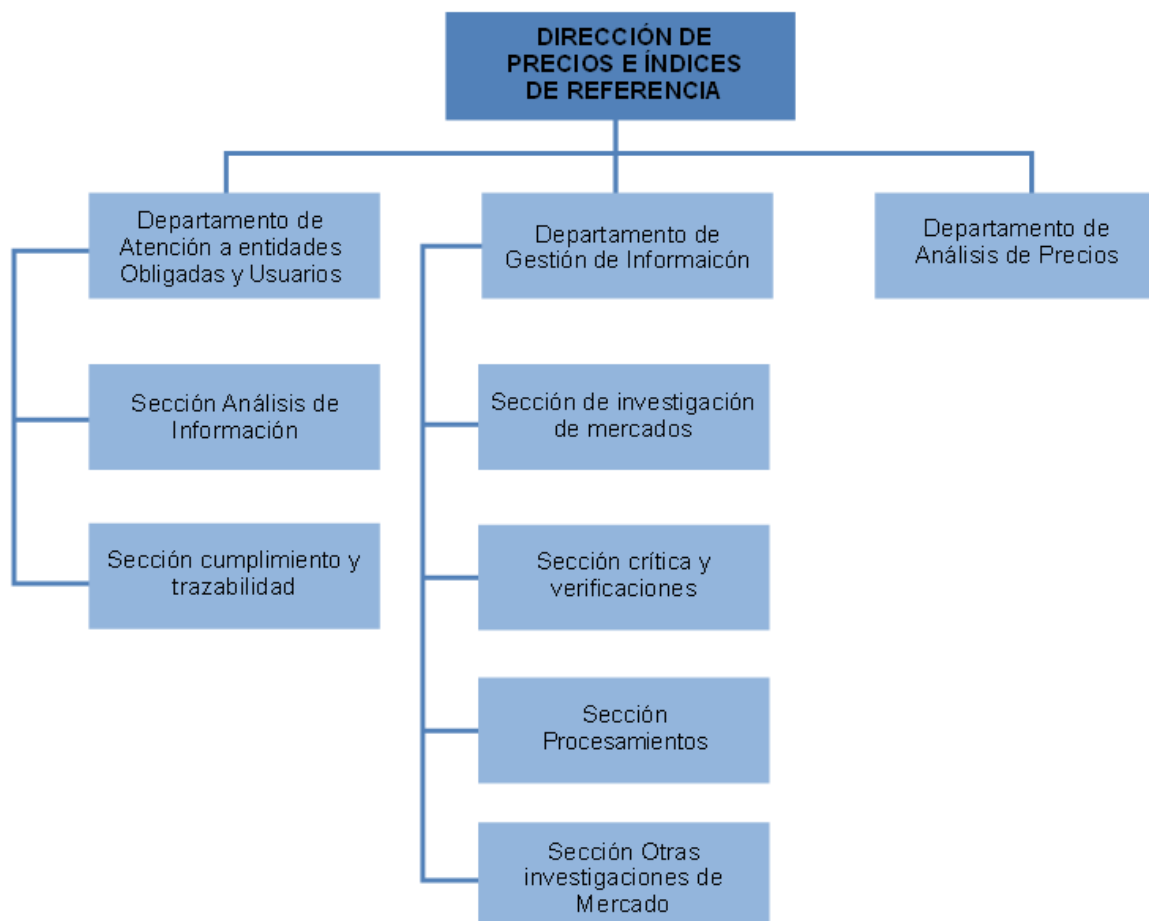 DIRECCIÓN DE
PRECIOS E ÍNDICES
DE REFERENCIA
Departamento de
Atención a entidades
Obligadas y Usuarios
Departamento de
Gestión de Informaicón
Departamento de
Análisis de Precios
Sección Análisis de
Información
Sección de investigación
de mercados
Sección cumplimiento y
trazabilidad
Sección crítica y
verificaciones
Sección
Procesamientos
Sección Otras
investigaciones de
Mercado